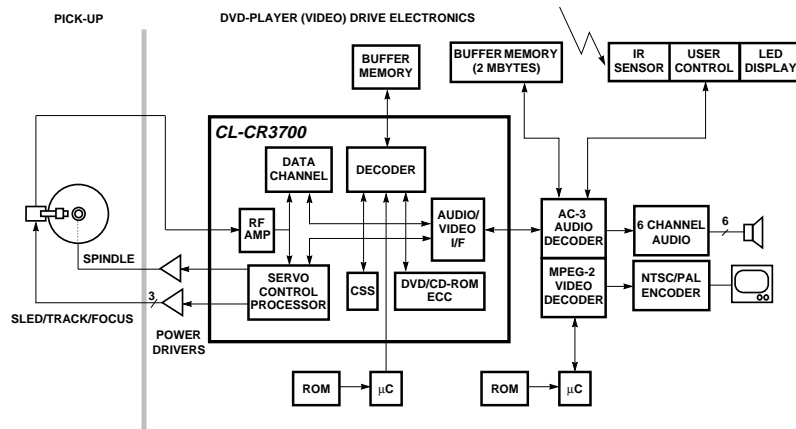 PICK-UP
DVD-PLAYER (VIDEO) DRIVE ELECTRONICS
BUFFER
MEMORY
BUFFER MEMORY
(2 MBYTES)
IR
SENSOR
USER
CONTROL
LED
DISPLAY
CL-CR3700
DATA
CHANNEL
DECODER
RF
AMP
AUDIO/
VIDEO
I/F
AC-3
AUDIO
DECODER
6 CHANNEL
AUDIO
6
SPINDLE
SERVO
CONTROL
PROCESSOR
CSS
DVD/CD-ROM
ECC
MPEG-2
VIDEO
DECODER
NTSC/PAL
ENCODER
3
SLED/TRACK/FOCUS
POWER
DRIVERS
ROM
µC
ROM
µC